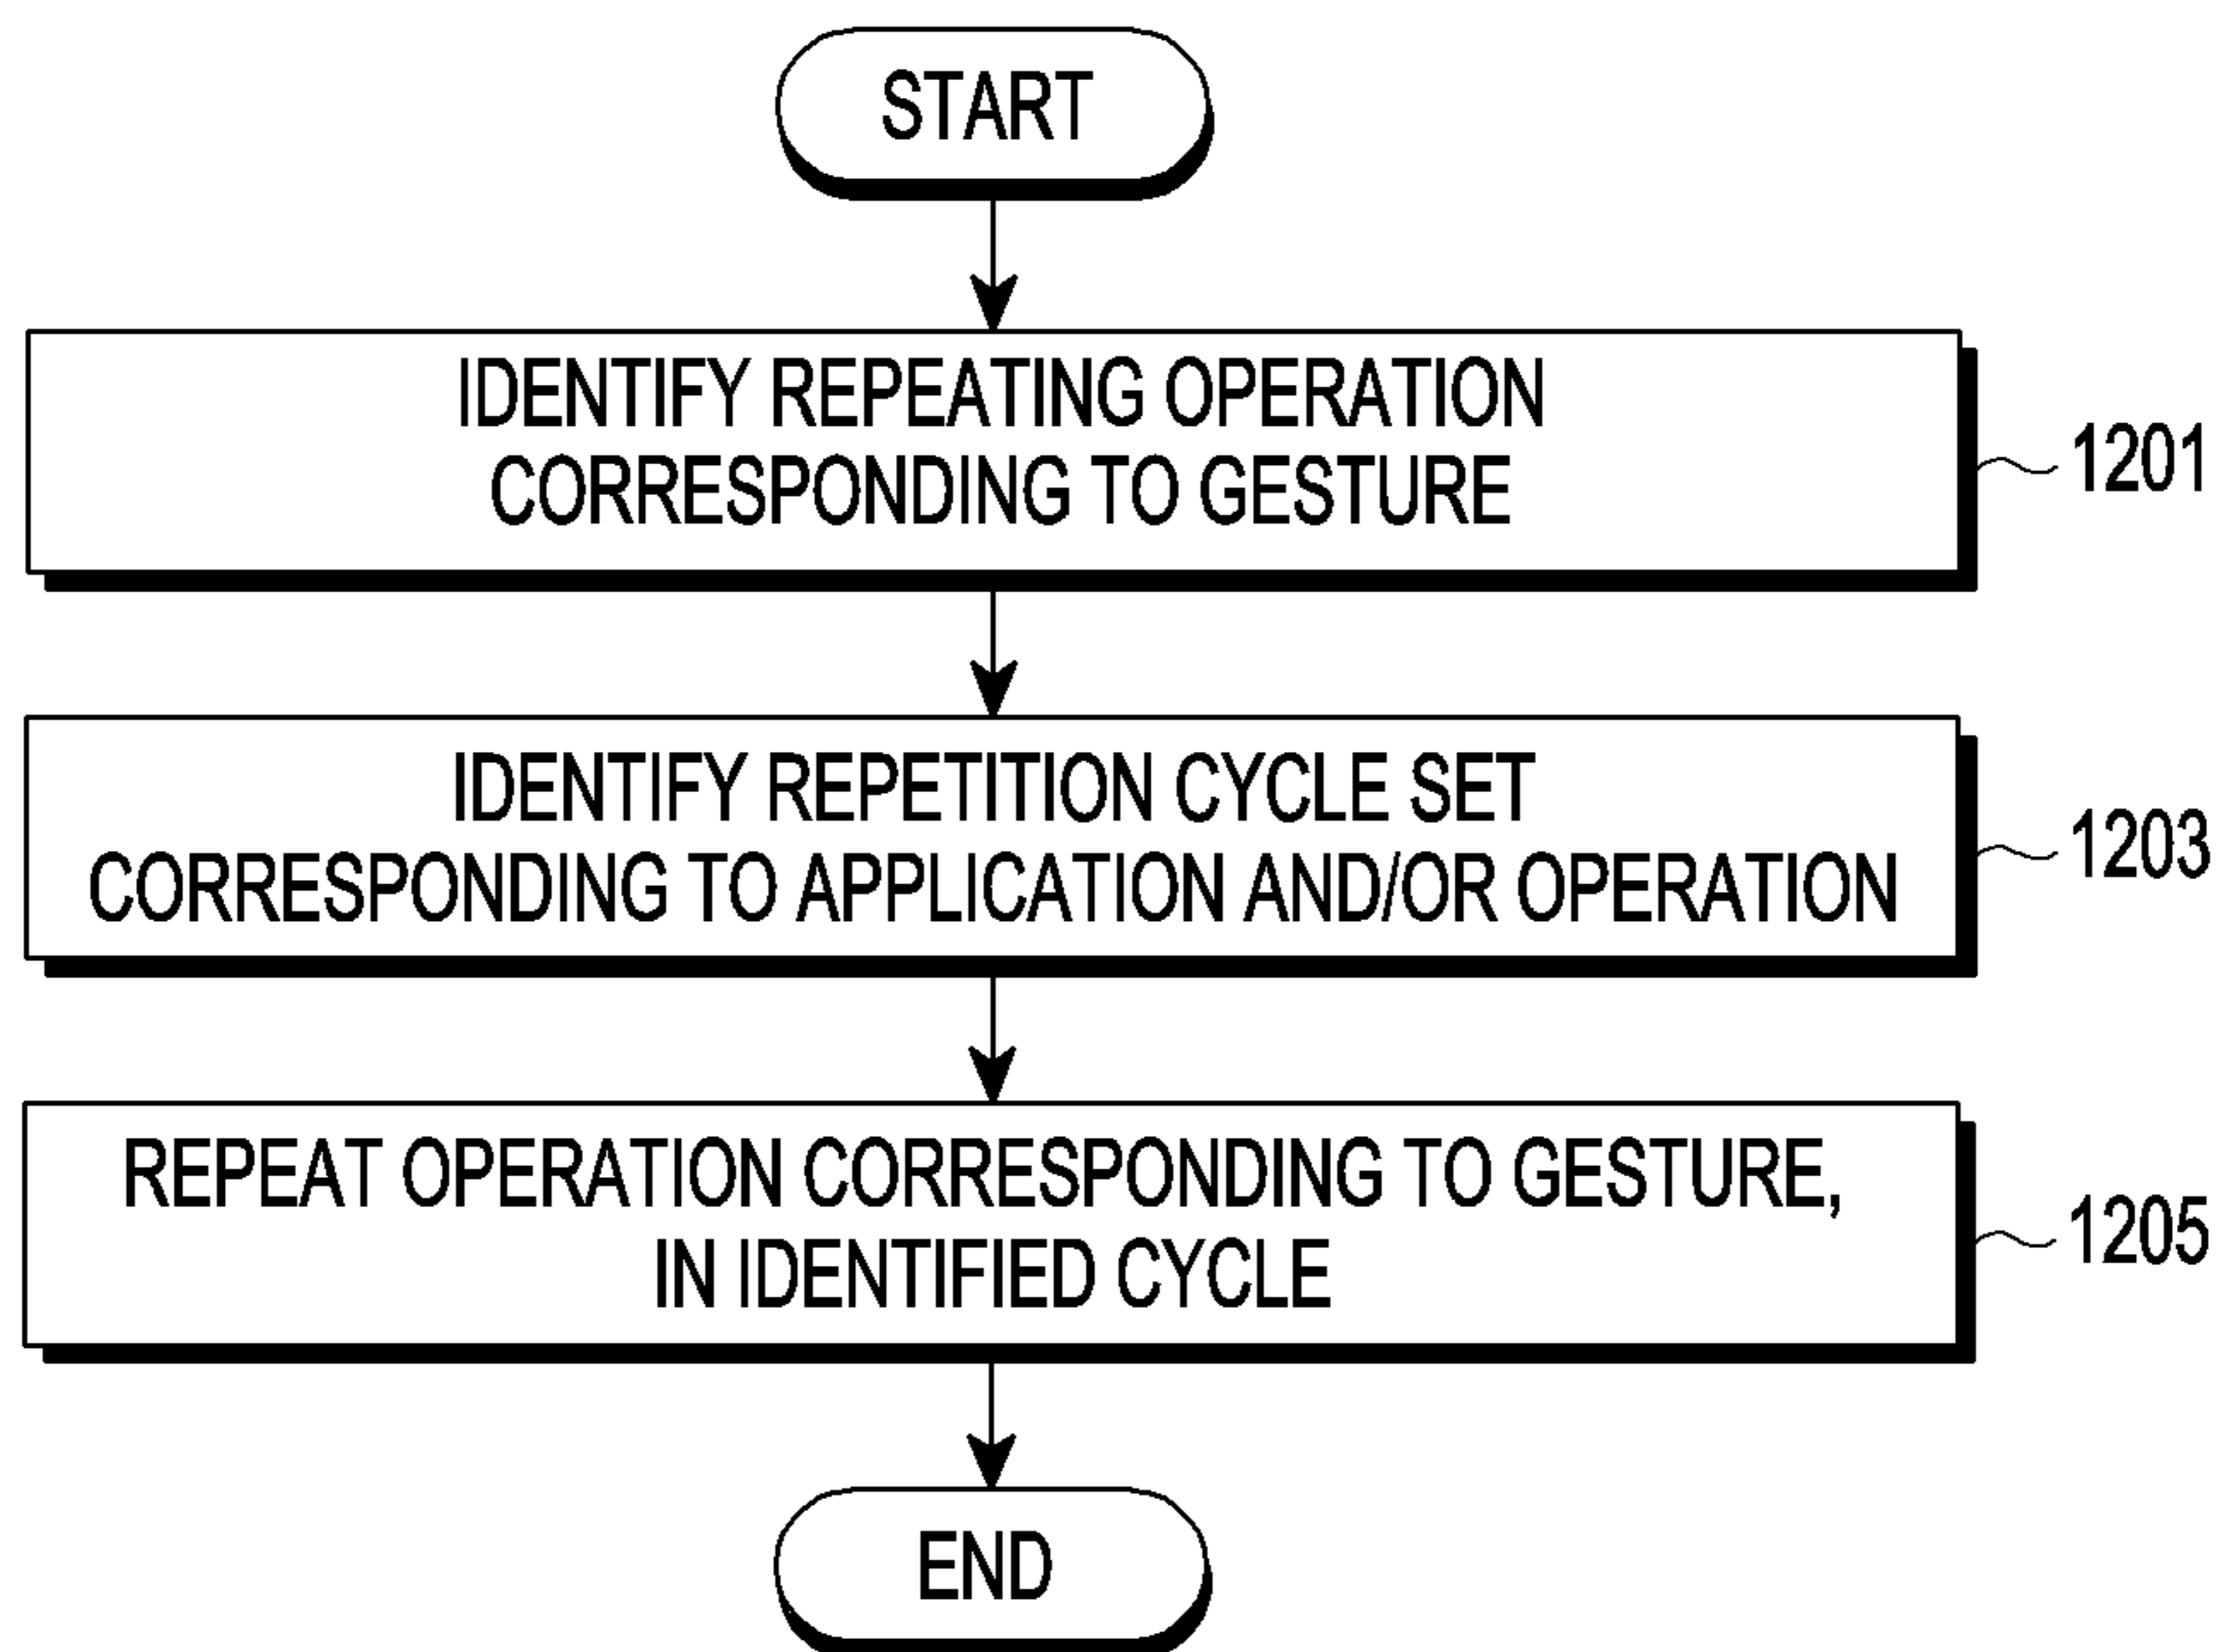 START
IDENTIFY REPEATING OPERATION
CORRESPONDING TO GESTURE
1201
IDENTIFY REPETITION CYCLE SET
CORRESPONDING TO APPLICATION AND/OR OPERATION
1203
REPEAT OPERATION CORRESPONDING TO GESTURE,
IN IDENTIFIED CYCLE
1205
END